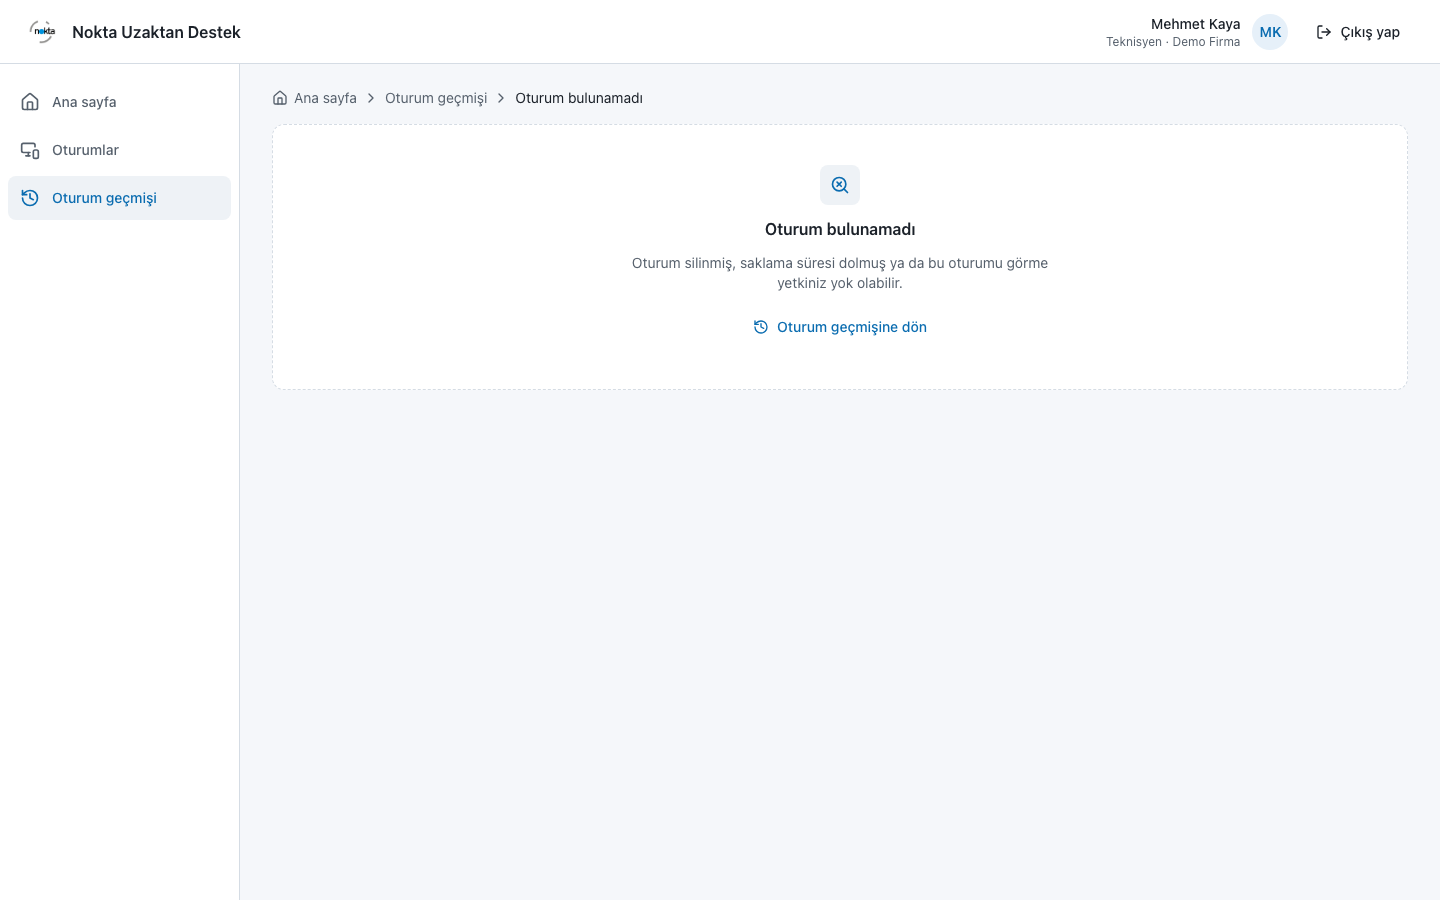 nokta
Nokta Uzaktan Destek
Mehmet Kaya
Teknisyen · Demo Firma
MK
Çıkış yap
Ana sayfa
Oturumlar
Oturum geçmişi
Ana sayfa > Oturum geçmişi > Oturum bulunamadı
Oturum bulunamadı
Oturum silinmiş, saklama süresi dolmuş ya da bu oturumu görme
yetkiniz yok olabilir.
Oturum geçmişine dön